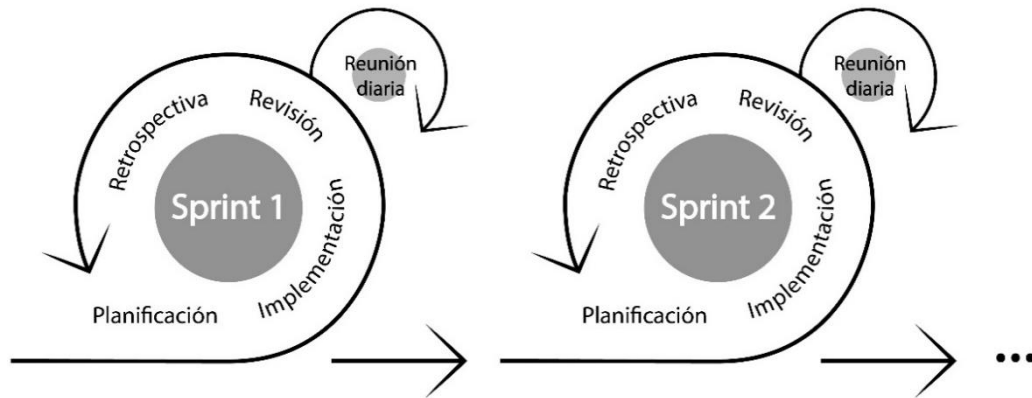 Reunión
diaria
Retrospectiva
Revisión
Sprint 1
Implementación
Planificación
Reunión
diaria
Retrospectiva
Revisión
Sprint 2
Implementación
Planificación
...